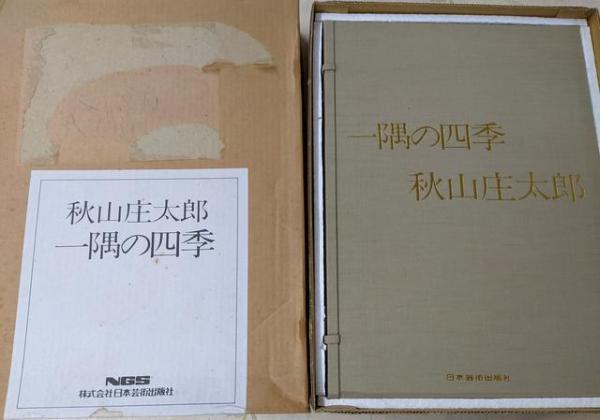 秋山庄太郎
一隅の四季
NGS
株式会社日本芸術出版社
一隅の四季
秋山庄太郎
日本芸術出版社